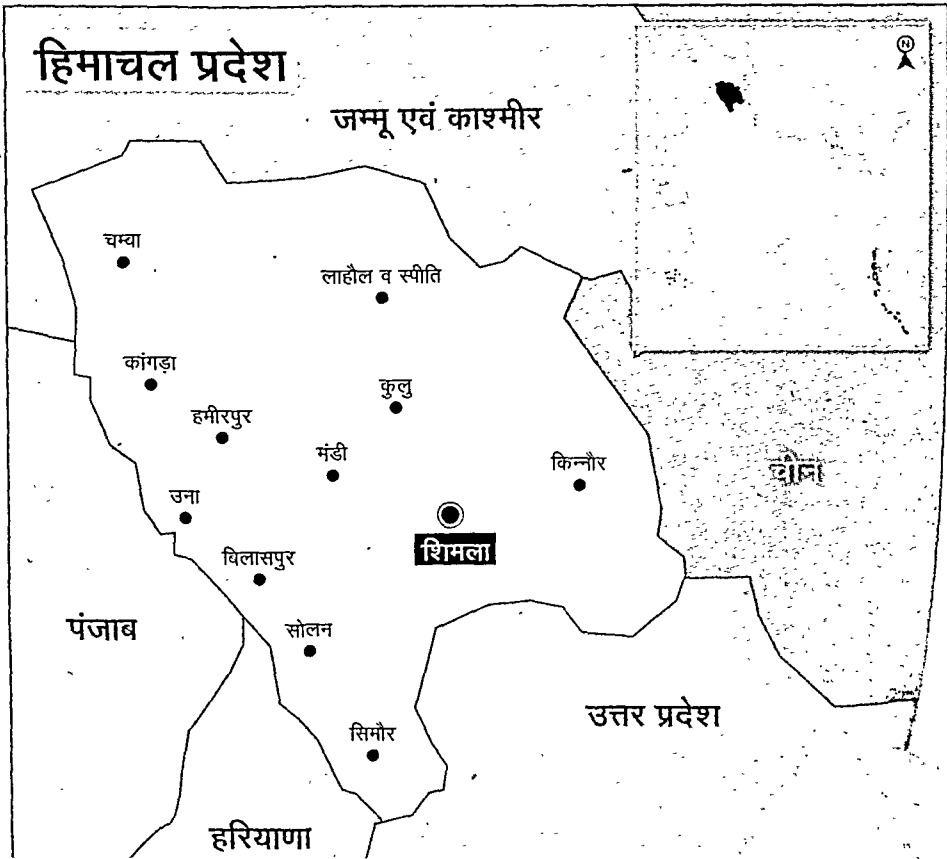 हिमाचल प्रदेश
N
जम्मू एवं काश्मीर
चम्बा
लाहौल व स्पीति
कांगड़ा
कुलु
हमीरपुर
मंडी
किन्नौर
चीन
उना
शिमला
बिलासपुर
पंजाब
सोलन
उत्तर प्रदेश
सिमौर
हरियाणा